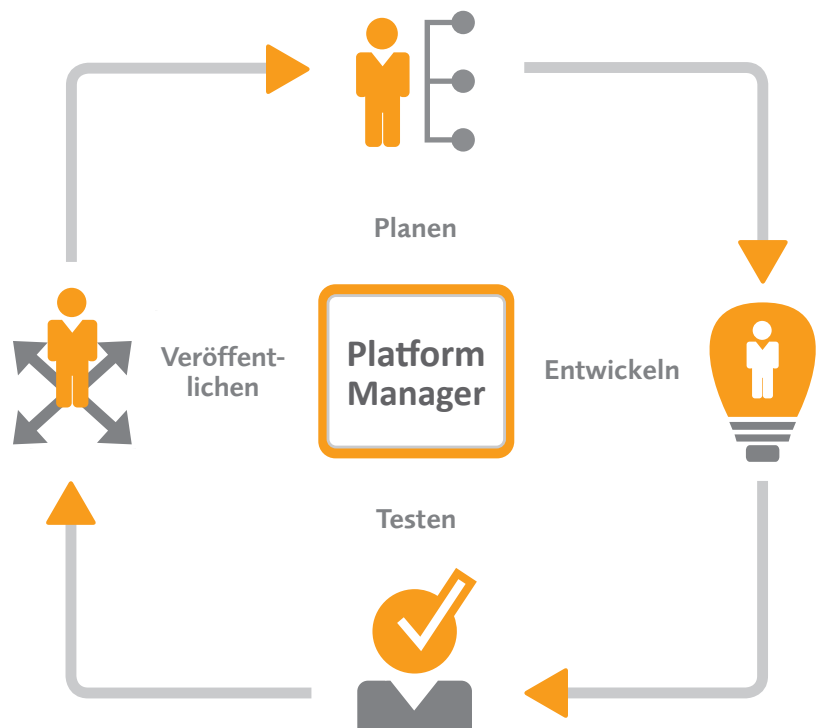 Planen
Veröffent-
lichen
Platform
Manager
Entwickeln
Testen